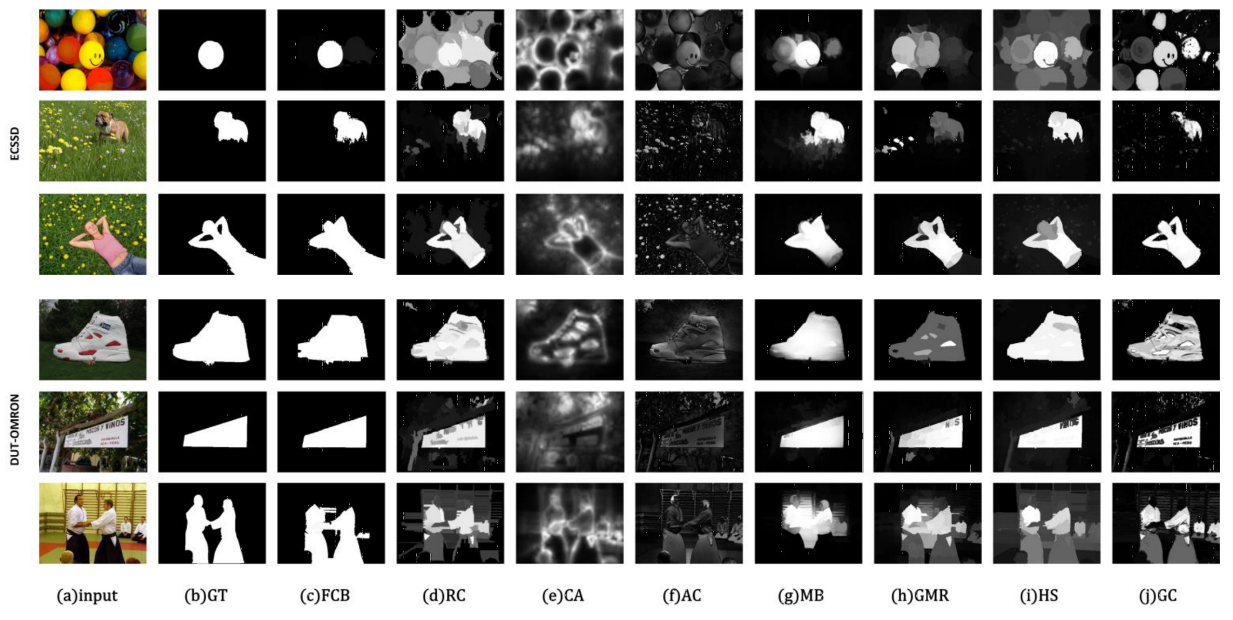 ECSSD
DUT-OMRON
(a)input (b)GT (c)FCB (d)RC (e)CA (f)AC (g)MB (h)GMR (i)HS (j)GC